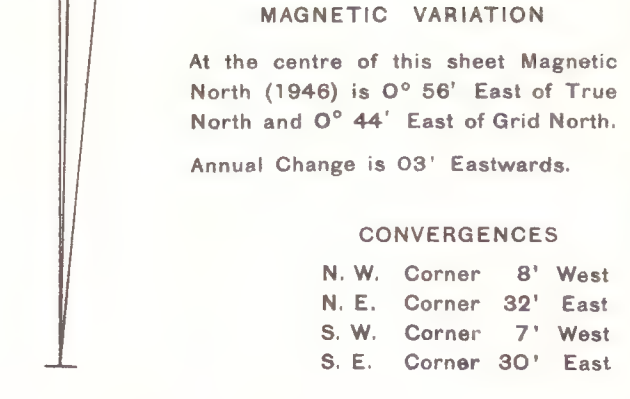 MAGNETIC VARIATION
At the centre of this sheet Magnetic
North (1946) is 0° 56' East of True
North and 0° 44' East of Grid North.
Annual Change is 03' Eastwards.
CONVERGENCES
N. W. Corner 8' West
N. E. Corner 32' East
S. W. Corner 7' West
S. E. Corner 30' East